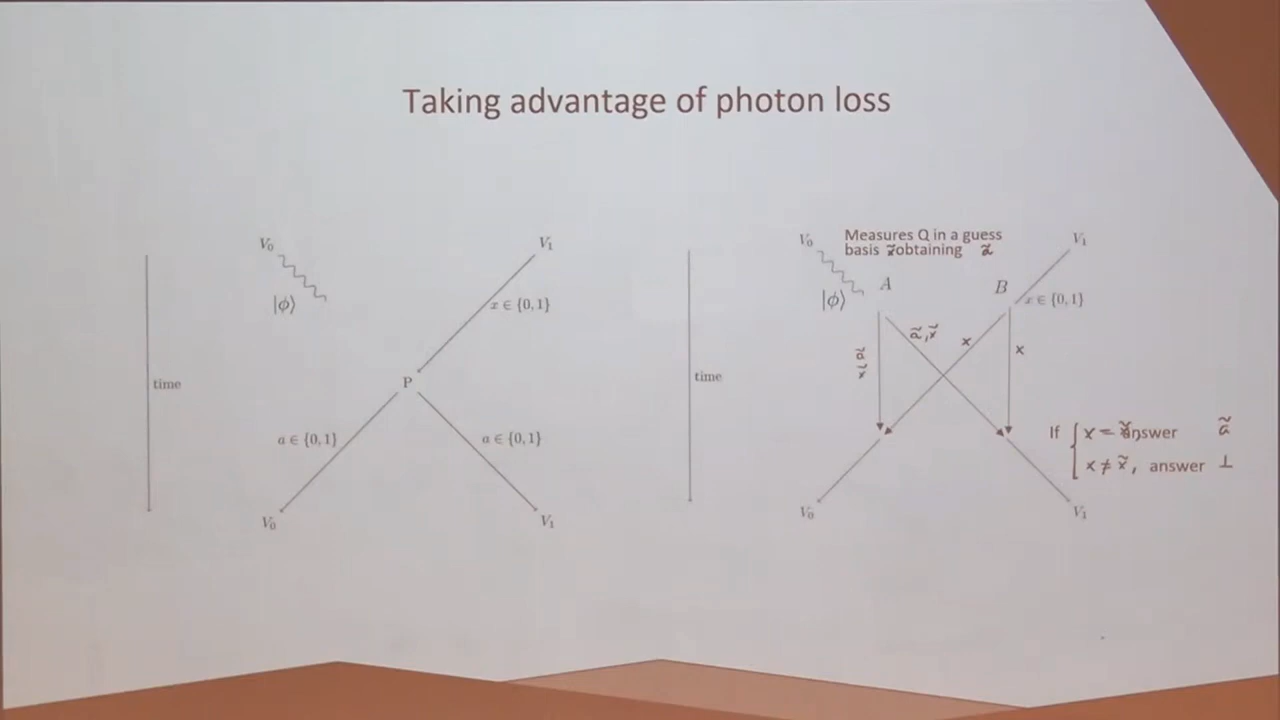 Taking advantage of photon loss
V₀
V₁
|ϕ⟩
x ∈ {0, 1}
time
P
a ∈ {0, 1}
a ∈ {0, 1}
V₀
V₁
V₀
Measures Q in a guess
basis x̃ obtaining ã
V₁
A
B
|ϕ⟩
x ∈ {0, 1}
ã, x̃
x
ã, x̃
x
time
If { x = x̃, answer ã
x ≠ x̃, answer ⊥
V₀
V₁